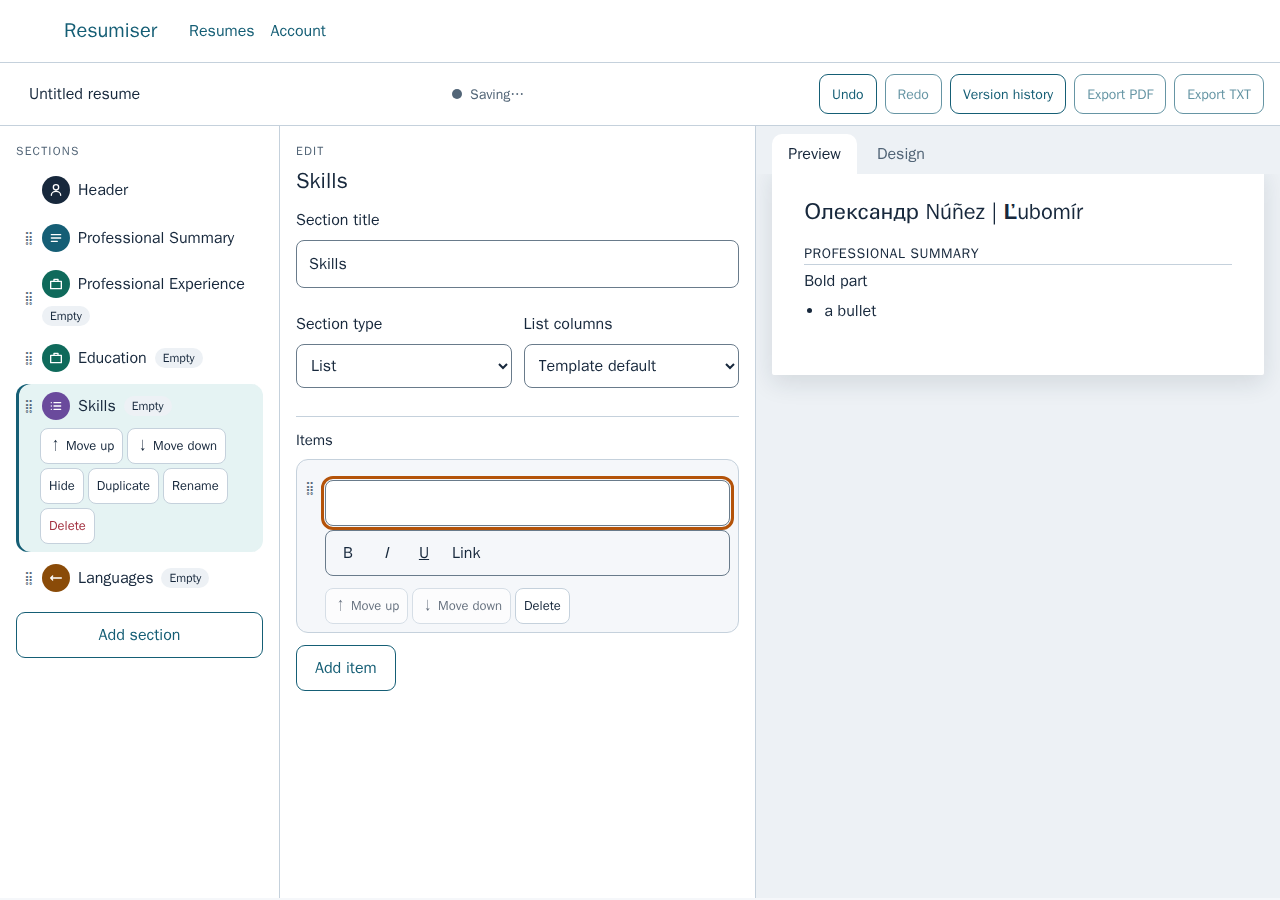 Resumiser Resumes Account
Untitled resume Saving… Undo Redo Version history Export PDF Export TXT
SECTIONS
Header
Professional Summary
Professional Experience
Empty
Education Empty
Skills Empty
↑ Move up ↓ Move down
Hide Duplicate Rename
Delete
Languages Empty
Add section
EDIT
Skills
Section title
Skills
Section type List columns
List Template default
Items
B I U Link
↑ Move up ↓ Move down Delete
Add item
Preview Design
Олександр Núñez | Ľubomír
PROFESSIONAL SUMMARY
Bold part
• a bullet